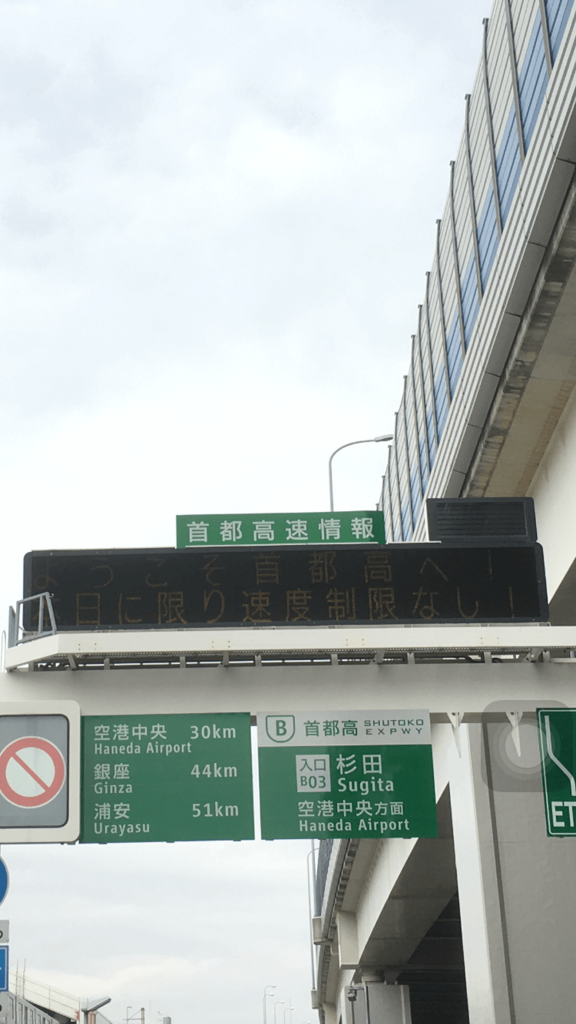 首都高速情報
ようこそ首都高へ!
本日に限り速度制限なし!
空港中央 30km
Haneda Airport
銀座 44km
Ginza
浦安 51km
Urayasu
B 首都高 SHUTOKO EXPWY
入口 B03 杉田
Sugita
空港中央方面
Haneda Airport
ET